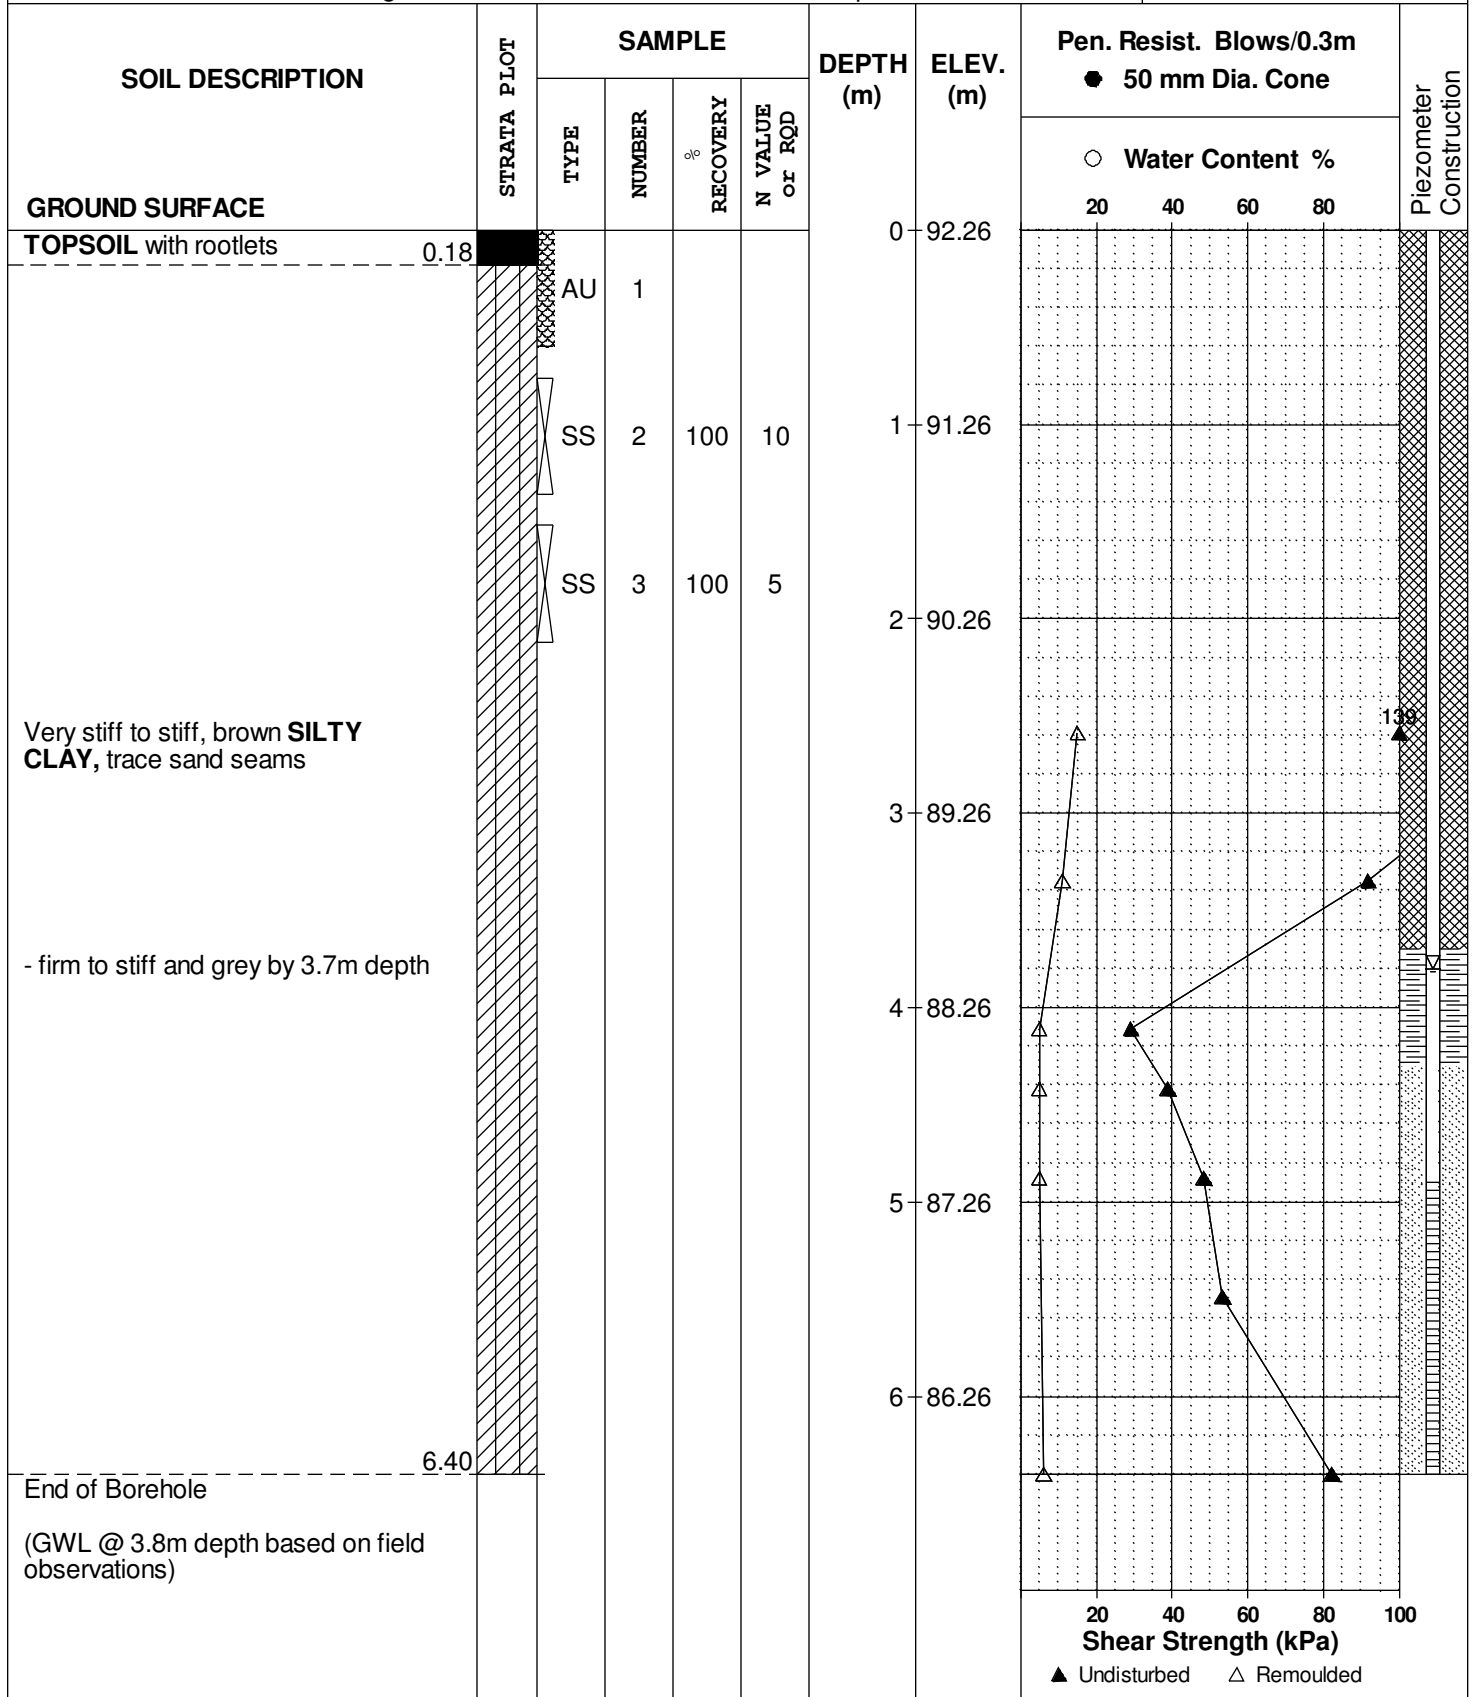 SOIL DESCRIPTION
GROUND SURFACE
STRATA PLOT
SAMPLE
TYPE
NUMBER
%
RECOVERY
N VALUE
or RQD
DEPTH
(m)
ELEV.
(m)
Pen. Resist. Blows/0.3m
● 50 mm Dia. Cone
○ Water Content %
20 40 60 80
Piezometer
Construction
TOPSOIL with rootlets 0.18
0 92.26
AU 1
1 91.26
SS 2 100 10
SS 3 100 5
2 90.26
139
Very stiff to stiff, brown SILTY
CLAY, trace sand seams
3 89.26
- firm to stiff and grey by 3.7m depth
4 88.26
5 87.26
6 86.26
6.40
End of Borehole
(GWL @ 3.8m depth based on field
observations)
20 40 60 80 100
Shear Strength (kPa)
▲ Undisturbed △ Remoulded